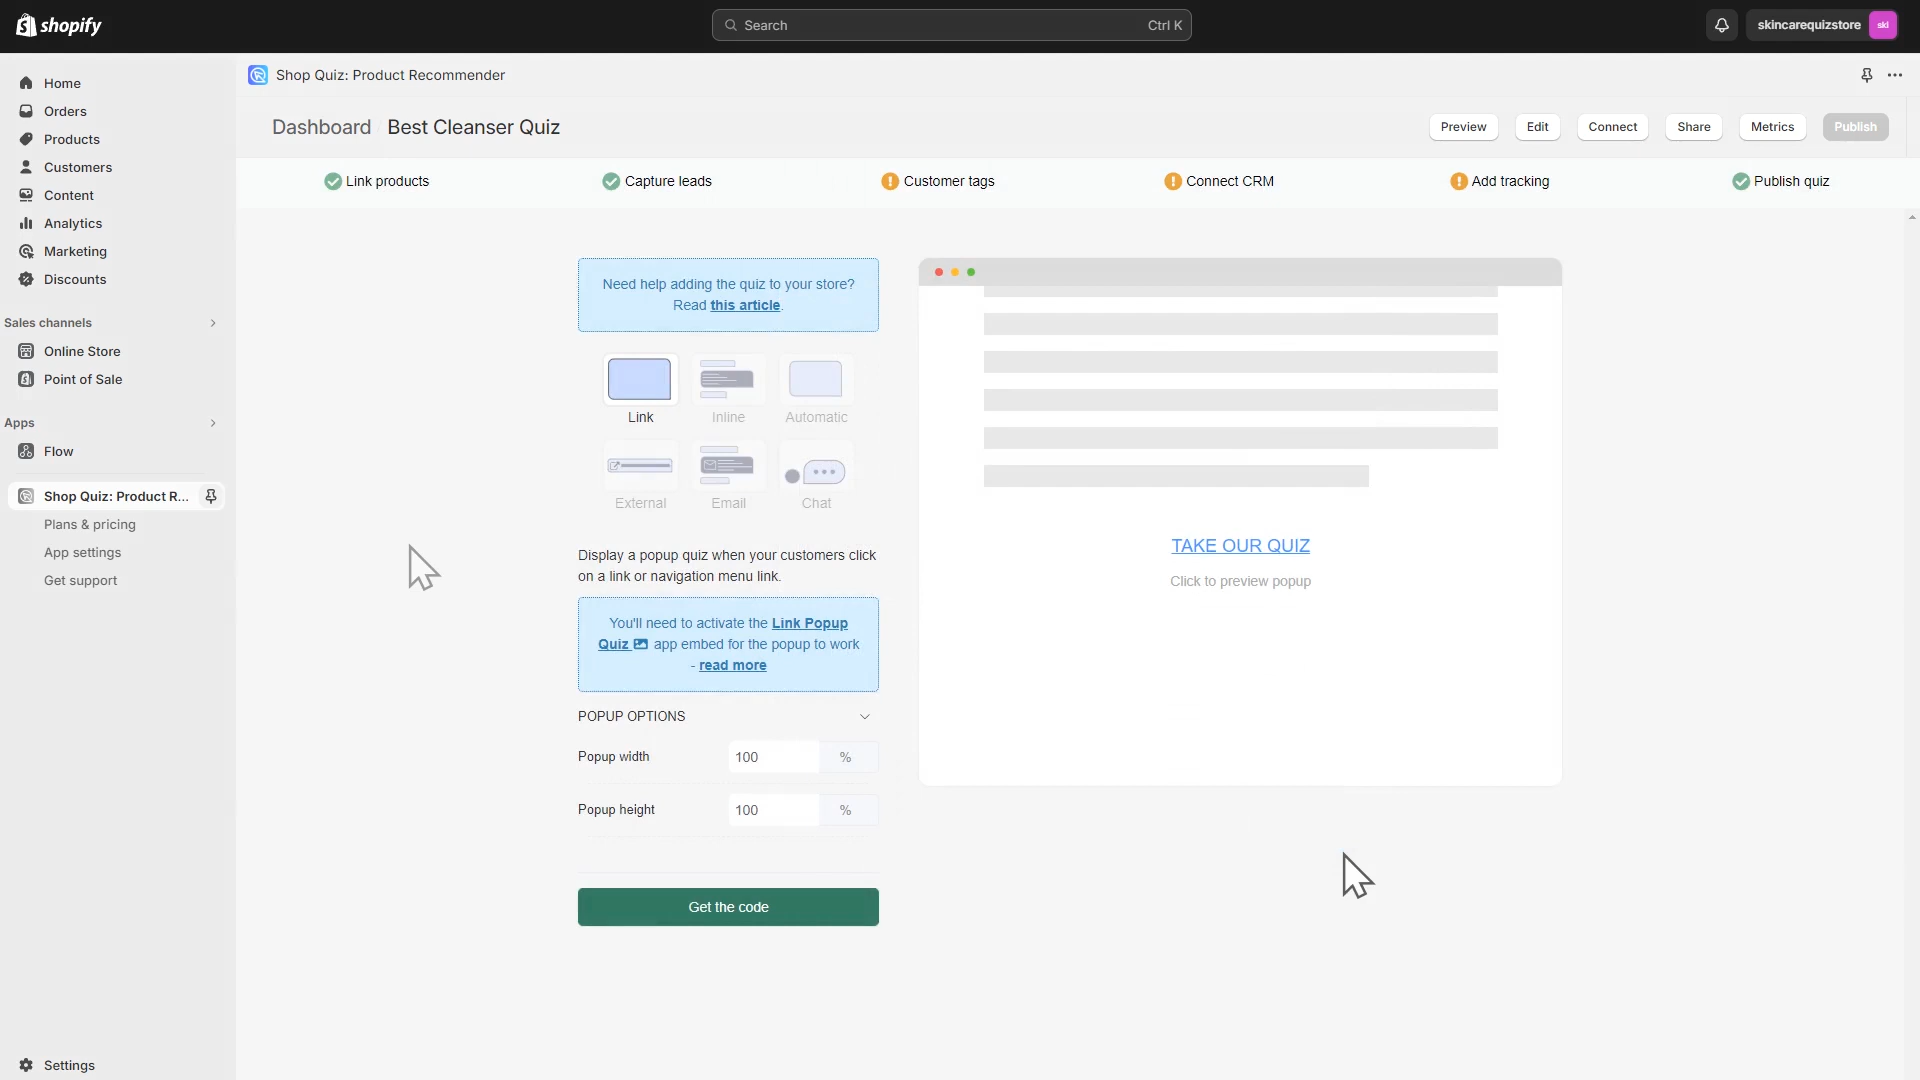 shopify
Search
Ctrl K
skincarequizstore
ski
Home
Orders
Products
Customers
Content
Analytics
Marketing
Discounts
Sales channels
Online Store
Point of Sale
Apps
Flow
Shop Quiz: Product R...
Plans & pricing
App settings
Get support
Settings
Shop Quiz: Product Recommender
Dashboard Best Cleanser Quiz
Preview
Edit
Connect
Share
Metrics
Publish
Link products
Capture leads
Customer tags
Connect CRM
Add tracking
Publish quiz
Need help adding the quiz to your store?
Read this article.
Link
Inline
Automatic
External
Email
Chat
Display a popup quiz when your customers click
on a link or navigation menu link.
You'll need to activate the Link Popup
Quiz app embed for the popup to work
- read more
POPUP OPTIONS
Popup width
100
%
Popup height
100
%
Get the code
TAKE OUR QUIZ
Click to preview popup